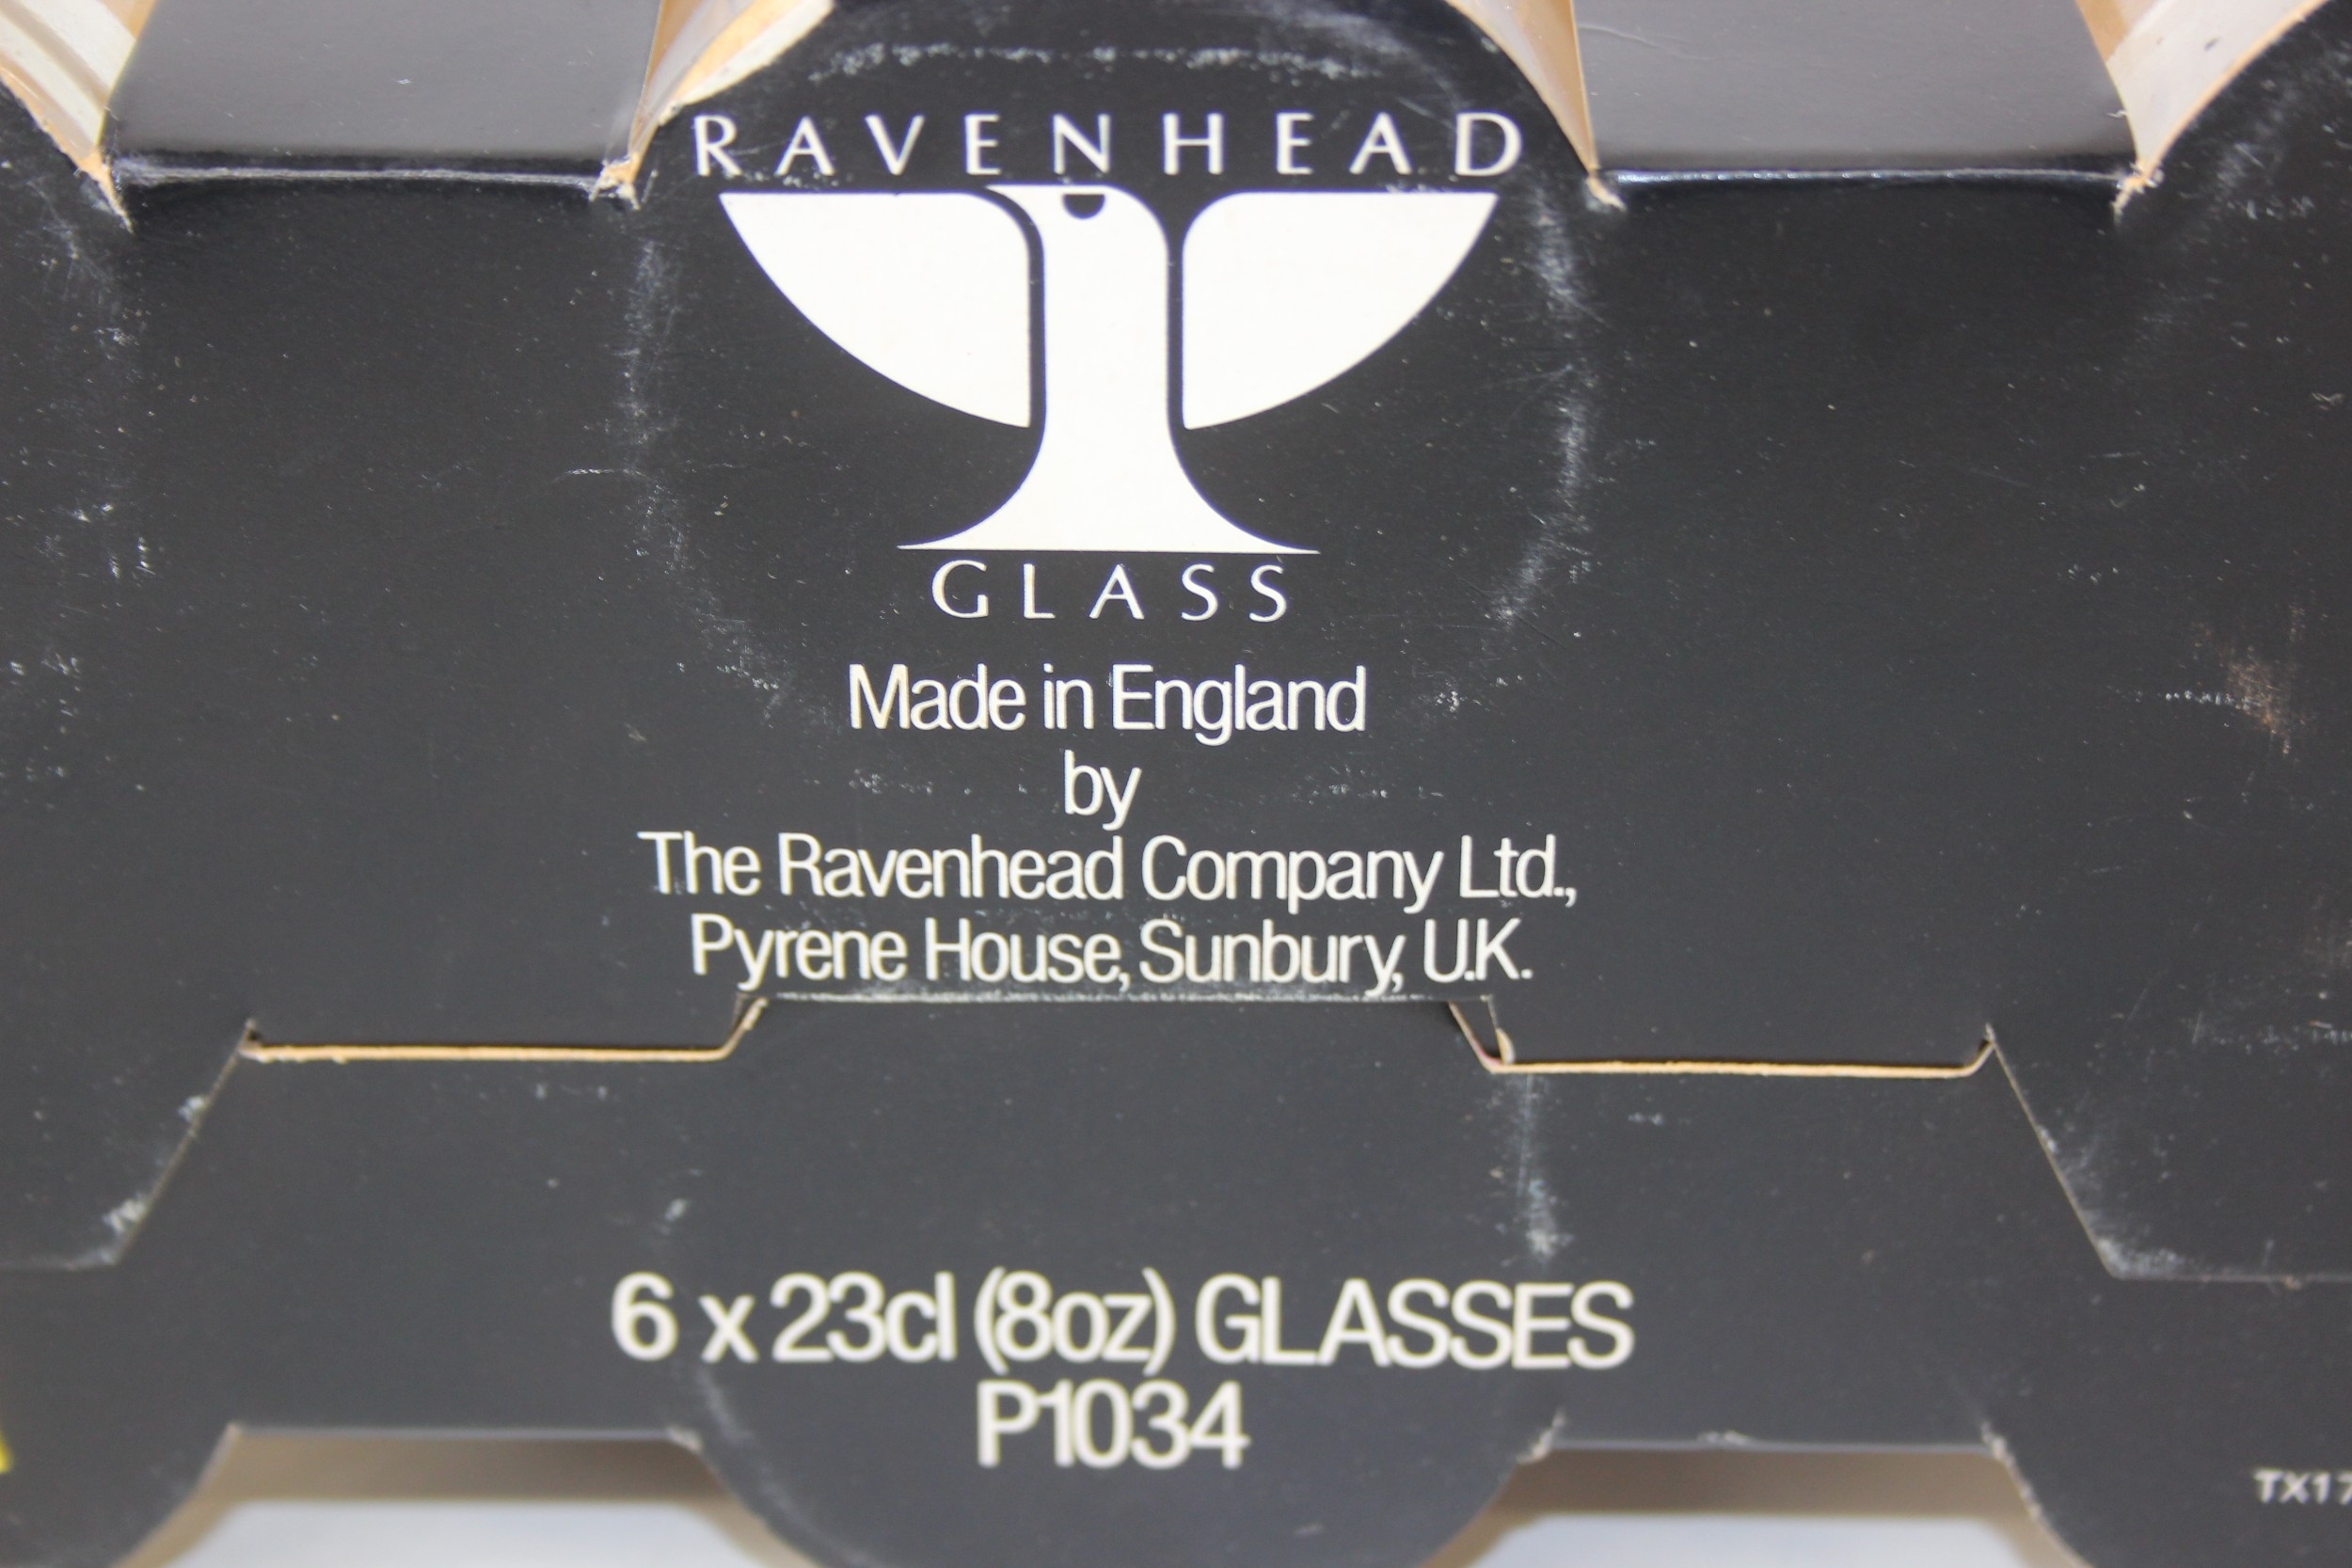 RAVENHEAD
GLASS
Made in England
by
The Ravenhead Company Ltd.,
Pyrene House, Sunbury, U.K.
6 x 23cl (8oz) GLASSES
P1034